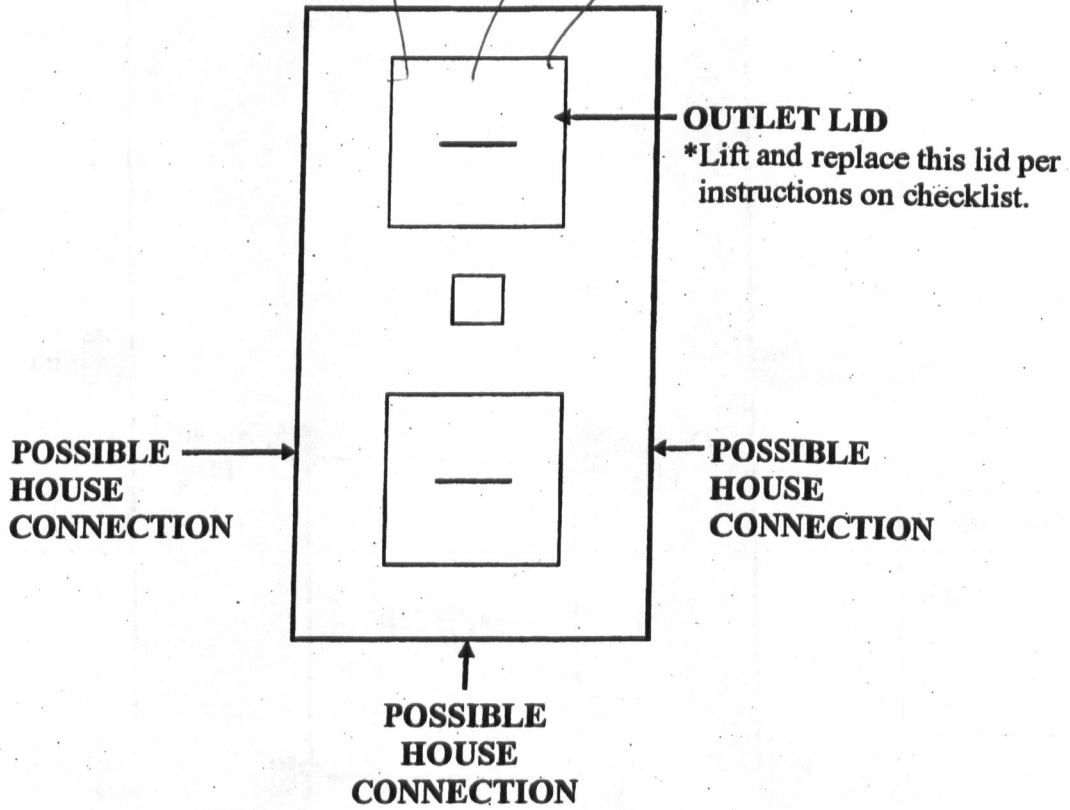 OUTLET LID
*Lift and replace this lid per
instructions on checklist.
POSSIBLE
HOUSE
CONNECTION
POSSIBLE
HOUSE
CONNECTION
POSSIBLE
HOUSE
CONNECTION